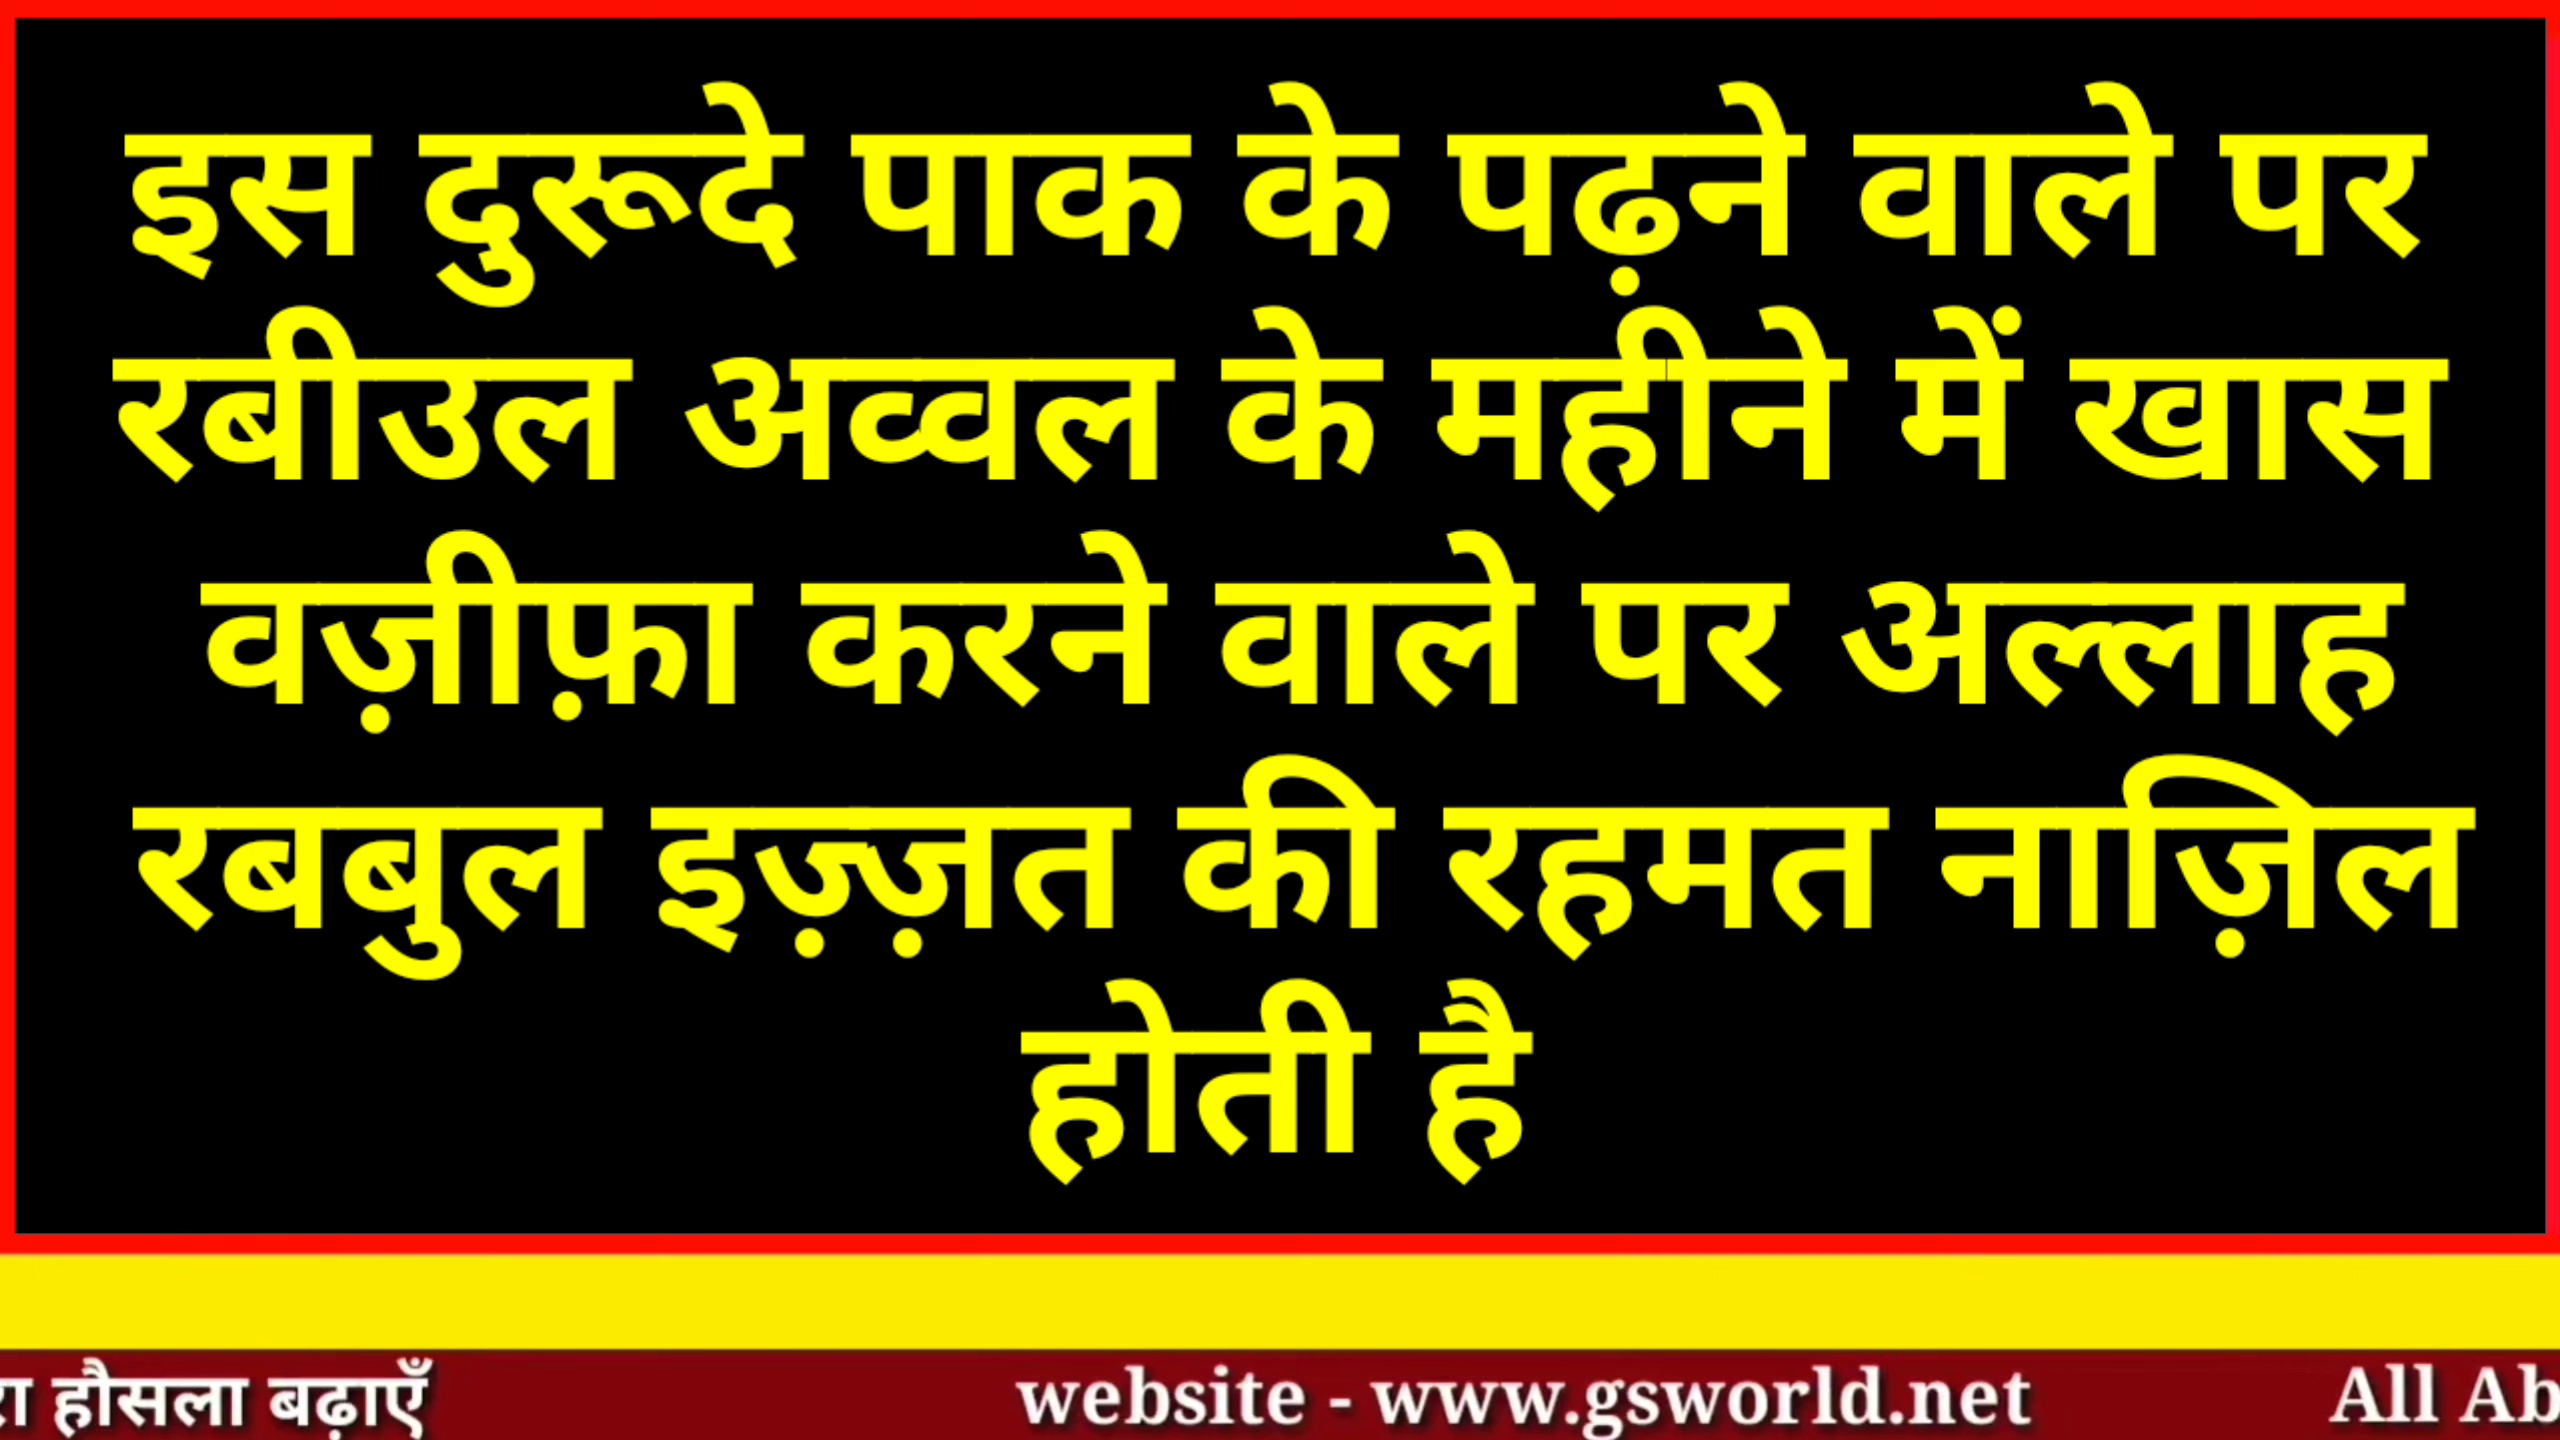 इस दुरूदे पाक के पढ़ने वाले पर
रबीउल अव्वल के महीने में खास
वज़ीफ़ा करने वाले पर अल्लाह
रबबुल इज़्ज़त की रहमत नाज़िल
होती है
हौसला बढ़ाएँ website - www.gsworld.net All